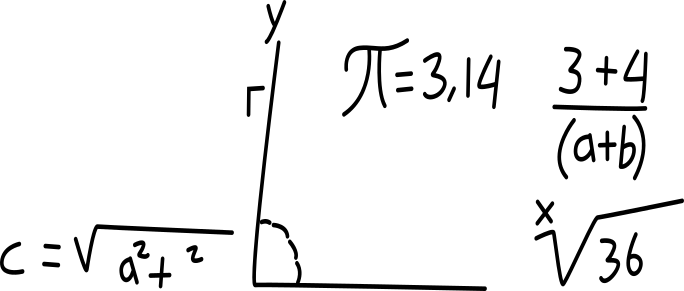 y
π=3,14
3+4
(a+b)
c=√a²+ ²
ˣ√36